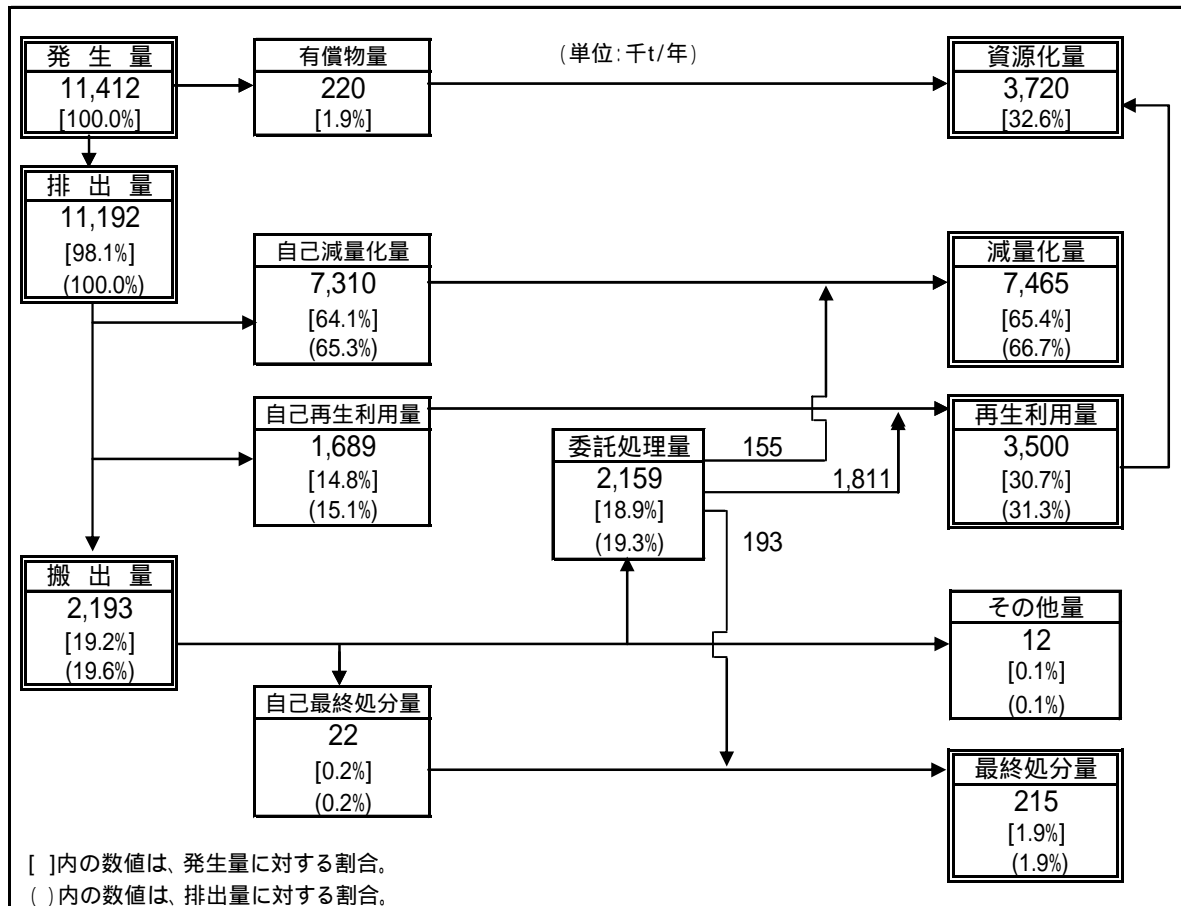 発 生 量
11,412
[100.0%]
有償物量
220
[1.9%]
(単位:千t/年)
資源化量
3,720
[32.6%]
排 出 量
11,192
[98.1%]
(100.0%)
自己減量化量
7,310
[64.1%]
(65.3%)
減量化量
7,465
[65.4%]
(66.7%)
自己再生利用量
1,689
[14.8%]
(15.1%)
委託処理量
2,159
[18.9%]
(19.3%)
155
1,811
193
再生利用量
3,500
[30.7%]
(31.3%)
搬 出 量
2,193
[19.2%]
(19.6%)
その他量
12
[0.1%]
(0.1%)
自己最終処分量
22
[0.2%]
(0.2%)
最終処分量
215
[1.9%]
(1.9%)
[ ]内の数値は、発生量に対する割合。
( )内の数値は、排出量に対する割合。